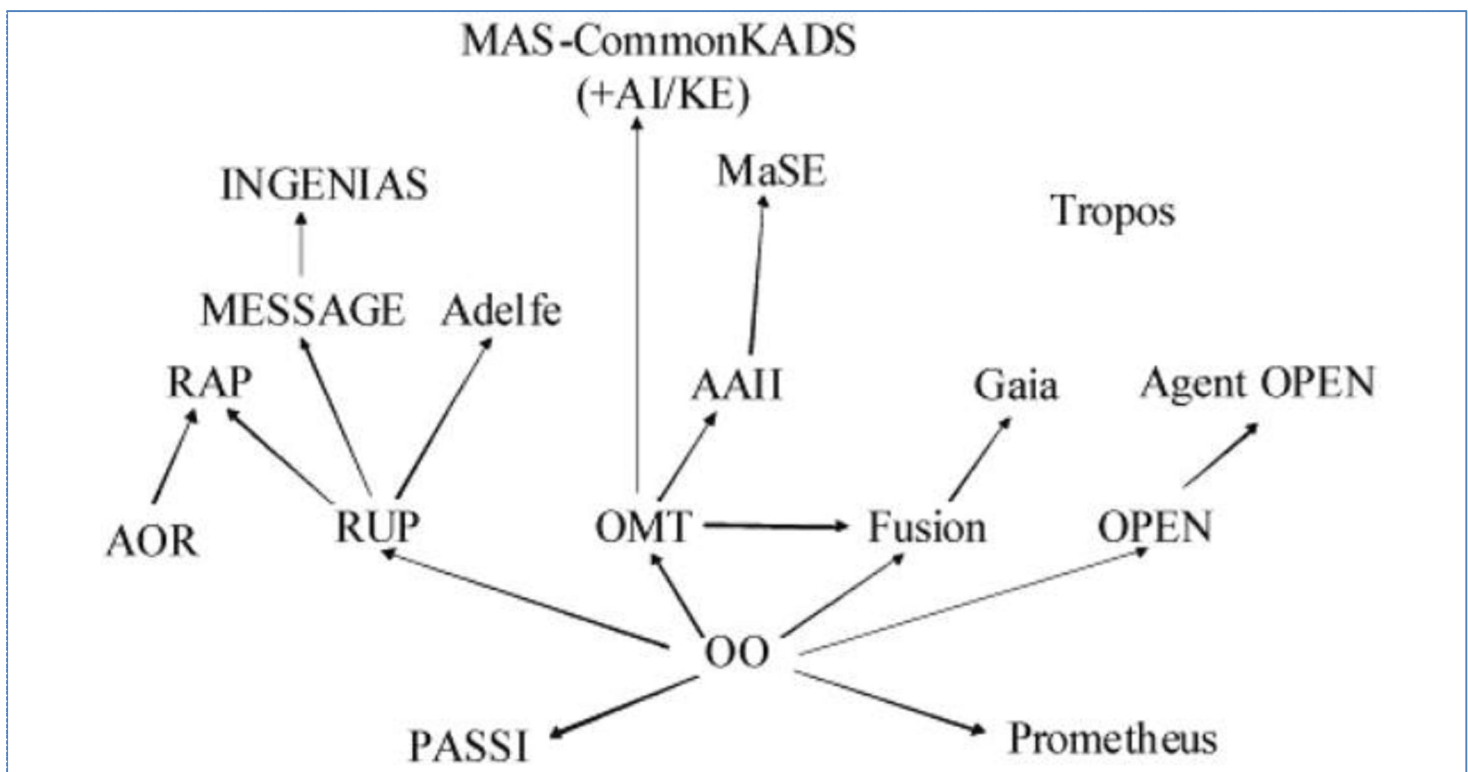 MAS-CommonKADS
(+AI/KE)
MaSE
INGENIAS
Tropos
MESSAGE
Adelfe
RAP
AAII
Gaia
Agent OPEN
AOR
RUP
OMT
Fusion
OPEN
OO
PASSI
Prometheus